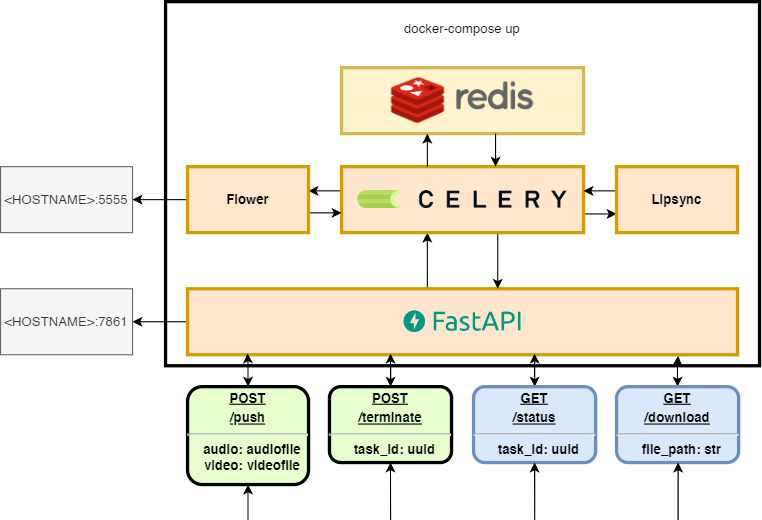 docker-compose up
redis
<HOSTNAME>:5555
Flower
CELERY
Lipsync
<HOSTNAME>:7861
FastAPI
POST
/push
audio: audiofile
video: videofile
POST
/terminate
task_id: uuid
GET
/status
task_id: uuid
GET
/download
file_path: str